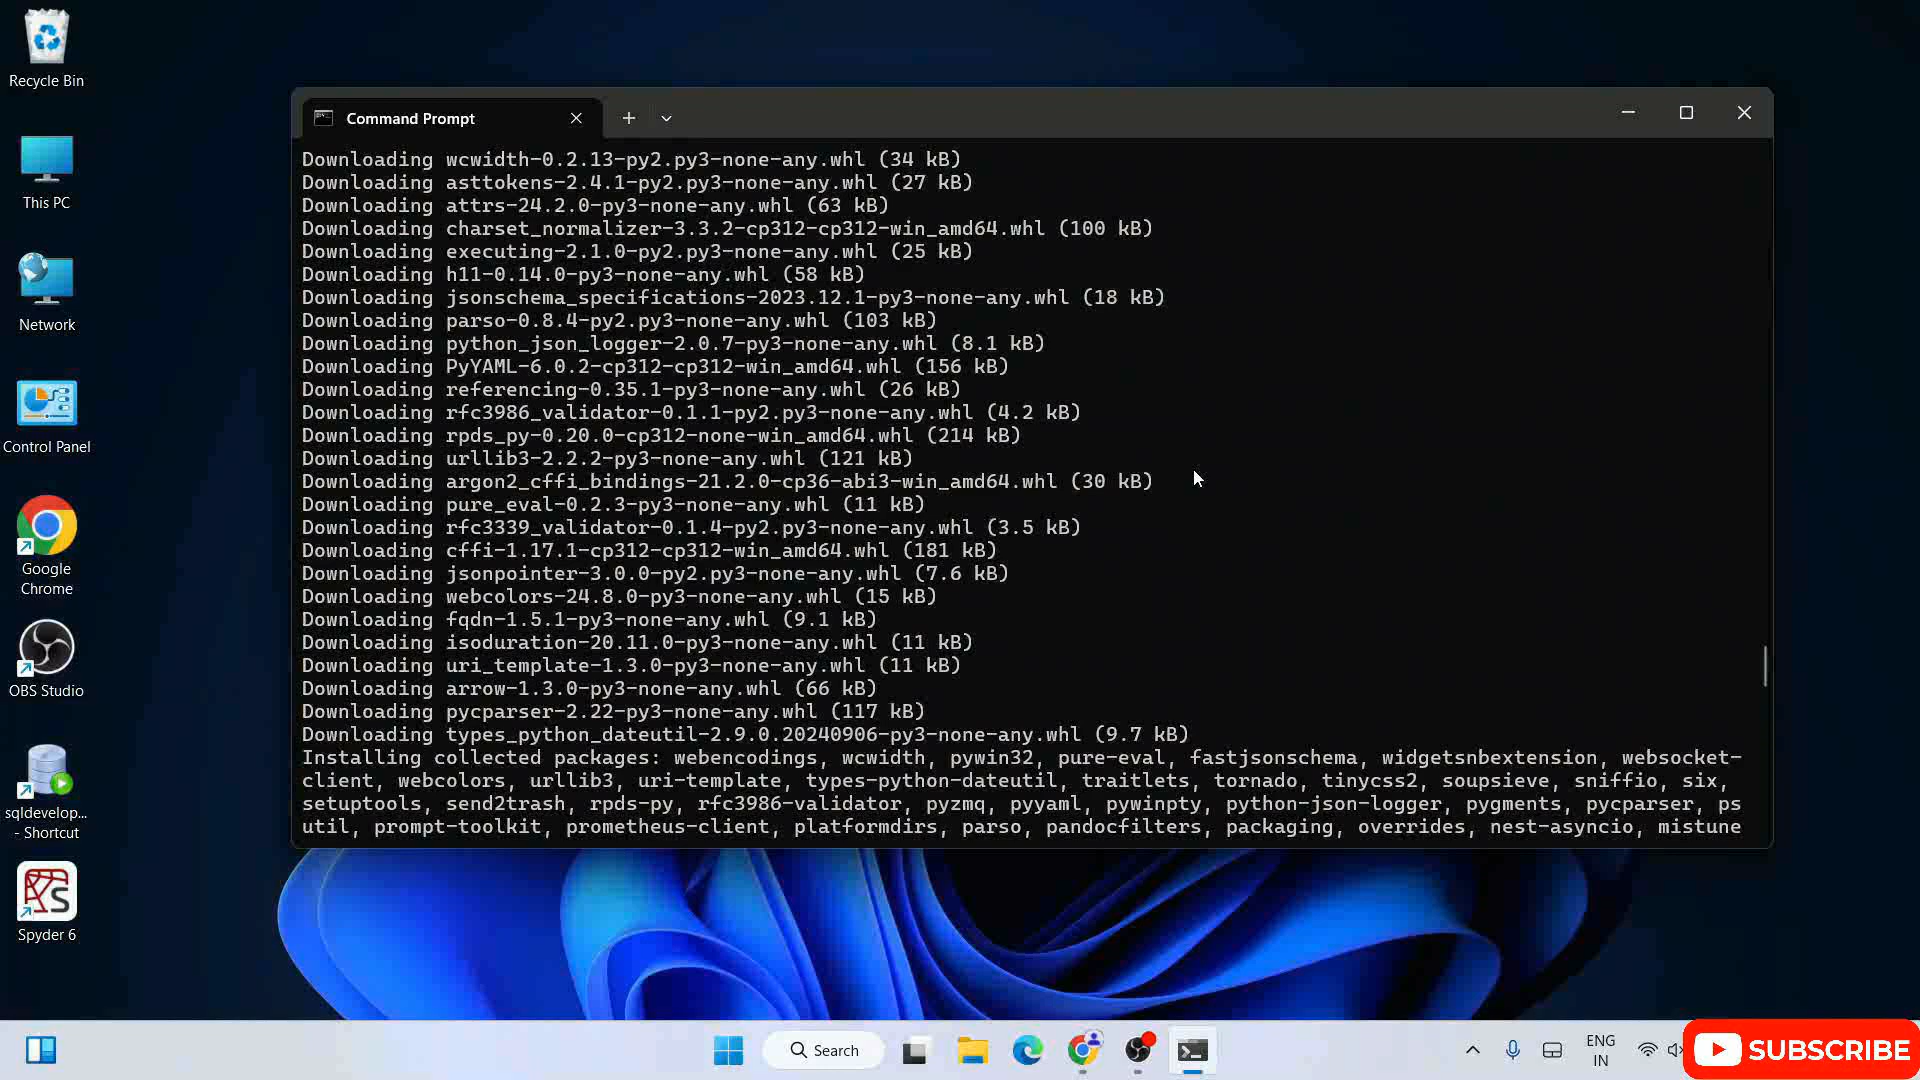 Recycle Bin
This PC
Network
Control Panel
Google
Chrome
OBS Studio
sqldevelop...
- Shortcut
Spyder 6
Command Prompt
Downloading wcwidth-0.2.13-py2.py3-none-any.whl (34 kB)
Downloading asttokens-2.4.1-py2.py3-none-any.whl (27 kB)
Downloading attrs-24.2.0-py3-none-any.whl (63 kB)
Downloading charset_normalizer-3.3.2-cp312-cp312-win_amd64.whl (100 kB)
Downloading executing-2.1.0-py2.py3-none-any.whl (25 kB)
Downloading h11-0.14.0-py3-none-any.whl (58 kB)
Downloading jsonschema_specifications-2023.12.1-py3-none-any.whl (18 kB)
Downloading parso-0.8.4-py2.py3-none-any.whl (103 kB)
Downloading python_json_logger-2.0.7-py3-none-any.whl (8.1 kB)
Downloading PyYAML-6.0.2-cp312-cp312-win_amd64.whl (156 kB)
Downloading referencing-0.35.1-py3-none-any.whl (26 kB)
Downloading rfc3986_validator-0.1.1-py2.py3-none-any.whl (4.2 kB)
Downloading rpds_py-0.20.0-cp312-none-win_amd64.whl (214 kB)
Downloading urllib3-2.2.2-py3-none-any.whl (121 kB)
Downloading argon2_cffi_bindings-21.2.0-cp36-abi3-win_amd64.whl (30 kB)
Downloading pure_eval-0.2.3-py3-none-any.whl (11 kB)
Downloading rfc3339_validator-0.1.4-py2.py3-none-any.whl (3.5 kB)
Downloading cffi-1.17.1-cp312-cp312-win_amd64.whl (181 kB)
Downloading jsonpointer-3.0.0-py2.py3-none-any.whl (7.6 kB)
Downloading webcolors-24.8.0-py3-none-any.whl (15 kB)
Downloading fqdn-1.5.1-py3-none-any.whl (9.1 kB)
Downloading isoduration-20.11.0-py3-none-any.whl (11 kB)
Downloading uri_template-1.3.0-py3-none-any.whl (11 kB)
Downloading arrow-1.3.0-py3-none-any.whl (66 kB)
Downloading pycparser-2.22-py3-none-any.whl (117 kB)
Downloading types_python_dateutil-2.9.0.20240906-py3-none-any.whl (9.7 kB)
Installing collected packages: webencodings, wcwidth, pywin32, pure-eval, fastjsonschema, widgetsnbextension, websocket-
client, webcolors, urllib3, uri-template, types-python-dateutil, traitlets, tornado, tinycss2, soupsieve, sniffio, six,
setuptools, send2trash, rpds-py, rfc3986-validator, pyzmq, pyyaml, pywinpty, python-json-logger, pygments, pycparser, ps
util, prompt-toolkit, prometheus-client, platformdirs, parso, pandocfilters, packaging, overrides, nest-asyncio, mistune
Search
ENG
IN
SUBSCRIBE